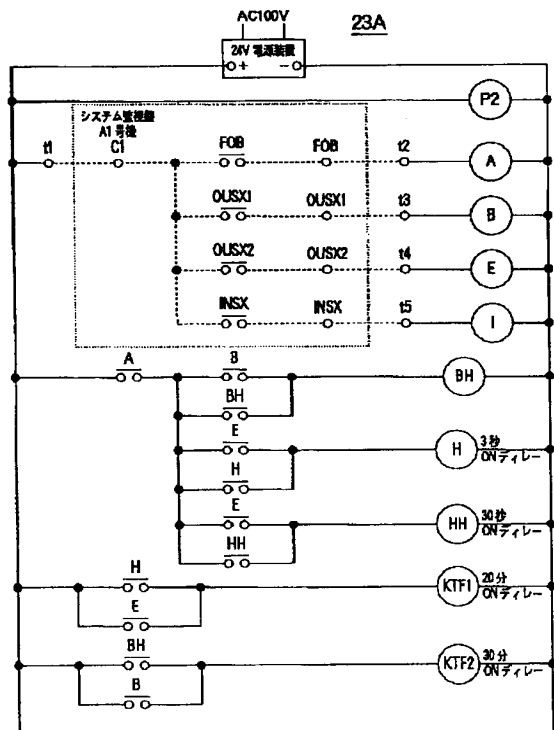 AC100V
23A
24V 電源装置
+ -
P2
システム監視盤
A1 号機
t1 C1 FOB FOB t2 A
OUSX1 OUSX1 t3 B
OUSX2 OUSX2 t4 E
INSX INSX t5 I
A B BH
BH
E H 3秒
ONディレー
H
E HH 30秒
ONディレー
HH
H KTF1 20分
ONディレー
E
BH KTF2 30分
ONディレー
B